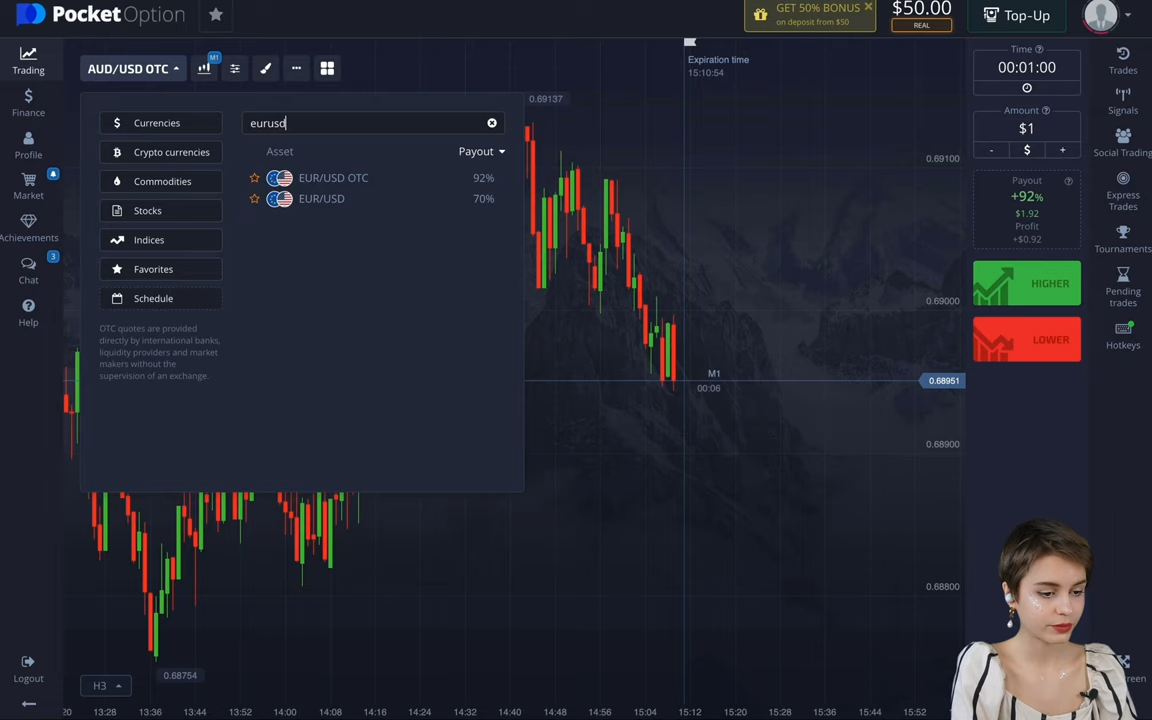 PocketOption
GET 50% BONUS
on deposit from $50
$50.00
REAL
Top-Up
Trading
Finance
Profile
Market
Achievements
3
Chat
Help
Logout
AUD/USD OTC
M1
Currencies
Crypto currencies
Commodities
Stocks
Indices
Favorites
Schedule
OTC quotes are provided
directly by international banks,
liquidity providers and market
makers without the
supervision of an exchange.
eurusd
Asset
Payout
EUR/USD OTC
92%
EUR/USD
70%
0.69137
Expiration time
15:10:54
0.69100
0.69000
M1
00:06
0.68951
0.68900
0.68800
0.68754
H3
20
13:28
13:36
13:44
13:52
14:00
14:08
14:16
14:24
14:32
14:40
14:48
14:56
15:04
15:12
15:20
15:28
15:36
15:44
15:52
Time
00:01:00
Amount
$1
-
$
+
Payout
+92%
$1.92
Profit
+$0.92
HIGHER
LOWER
Trades
Signals
Social Trading
Express
Trades
Tournaments
Pending
trades
Hotkeys
reen